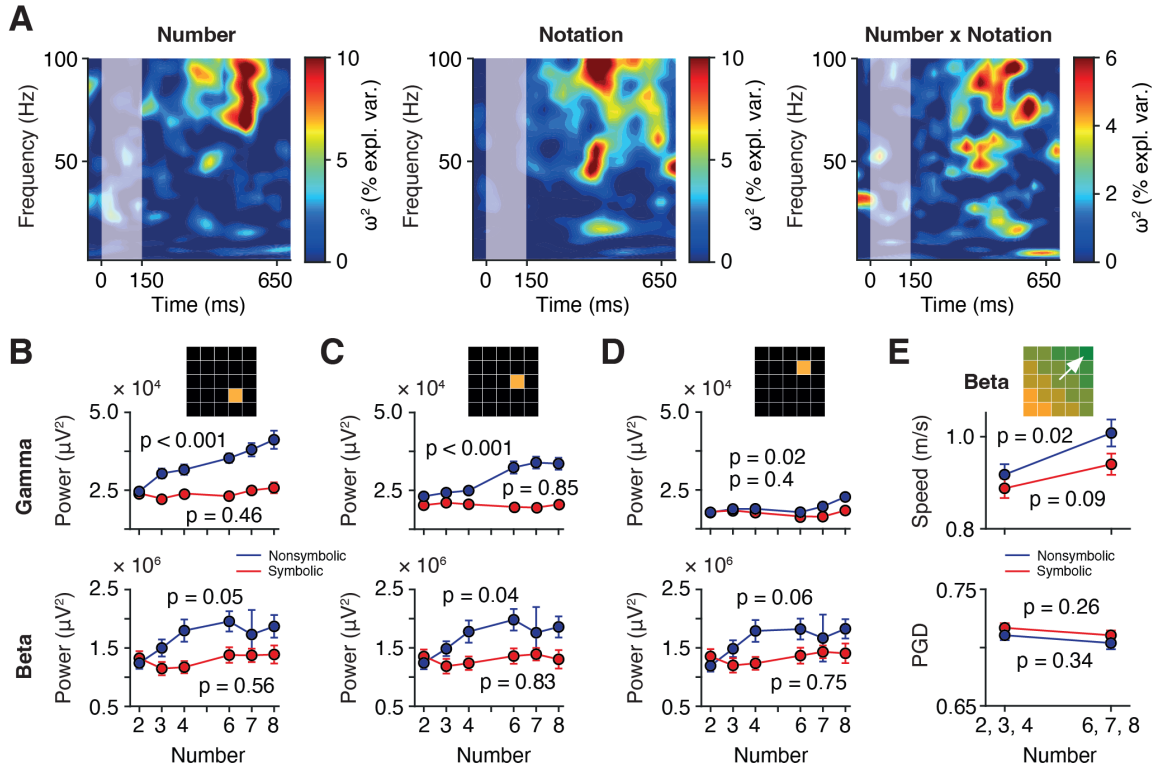 A
Number
Notation
Number x Notation
Frequency (Hz)
100
50
0
150
650
Time (ms)
10
5
0
ω² (% expl. var.)
Frequency (Hz)
100
50
0
150
650
Time (ms)
10
5
0
ω² (% expl. var.)
Frequency (Hz)
100
50
0
150
650
Time (ms)
6
4
2
0
ω² (% expl. var.)
B
Gamma
× 10⁴
Power (µV²)
5.0
2.5
p < 0.001
p = 0.46
Nonsymbolic
Symbolic
Beta
× 10⁶
Power (µV²)
2.5
1.5
0.5
p = 0.05
p = 0.56
2
3
4
6
7
8
Number
C
× 10⁴
Power (µV²)
5.0
2.5
p < 0.001
p = 0.85
× 10⁶
Power (µV²)
2.5
1.5
0.5
p = 0.04
p = 0.83
2
3
4
6
7
8
Number
D
× 10⁴
Power (µV²)
5.0
2.5
p = 0.02
p = 0.4
× 10⁶
Power (µV²)
2.5
1.5
0.5
p = 0.06
p = 0.75
2
3
4
6
7
8
Number
E
Beta
Speed (m/s)
1.0
0.8
p = 0.02
p = 0.09
Nonsymbolic
Symbolic
PGD
0.75
0.65
p = 0.26
p = 0.34
2, 3, 4
6, 7, 8
Number